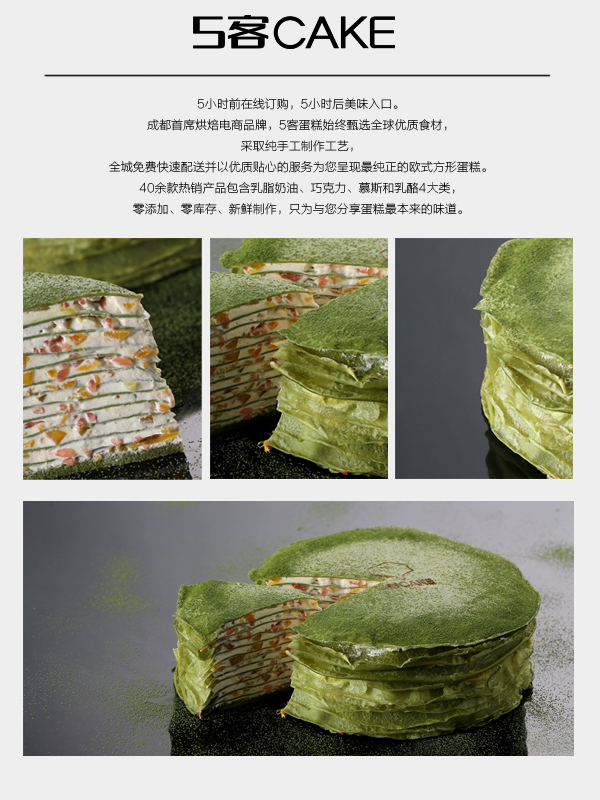 5客CAKE
5小时前在线订购，5小时后美味入口。
成都首席烘焙电商品牌，5客蛋糕始终甄选全球优质食材，
采取纯手工制作工艺，
全城免费快速配送并以优质贴心的服务为您呈现最纯正的欧式方形蛋糕。
40余款热销产品包含乳脂奶油、巧克力、慕斯和乳酪4大类，
零添加、零库存、新鲜制作，只为与您分享蛋糕最本来的味道。